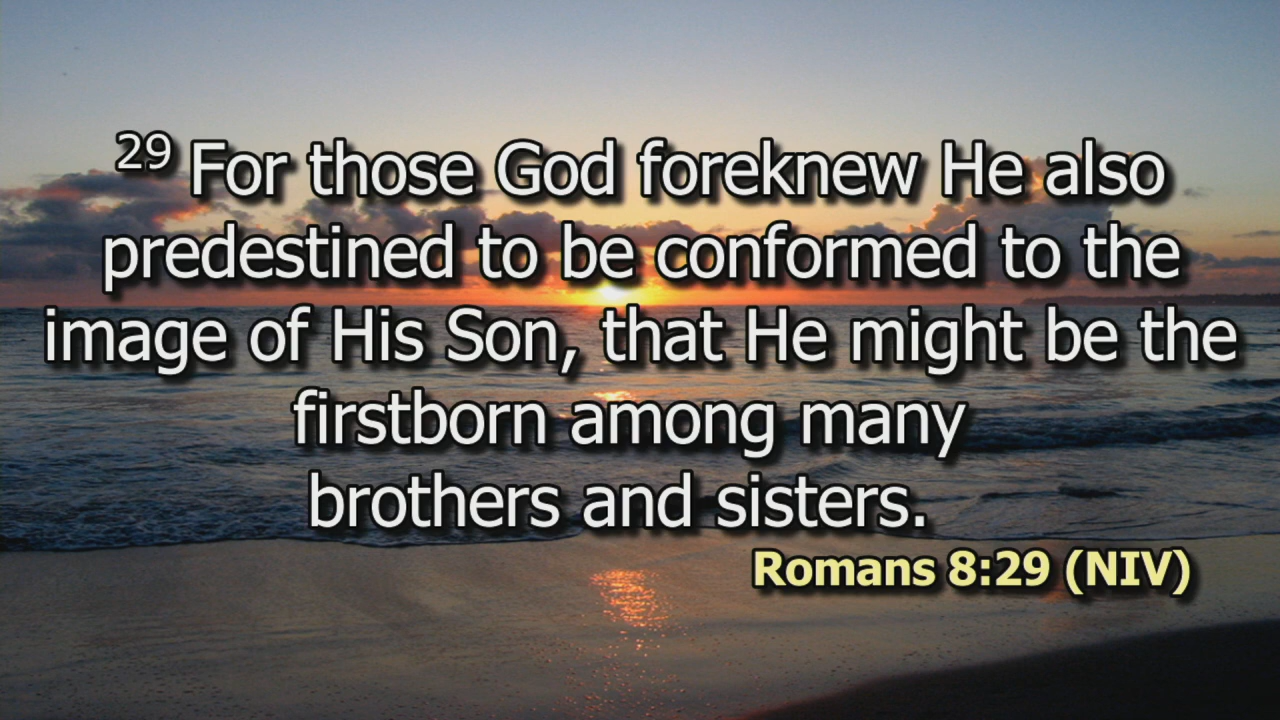 29 For those God foreknew He also
predestined to be conformed to the
image of His Son, that He might be the
firstborn among many
brothers and sisters.
Romans 8:29 (NIV)